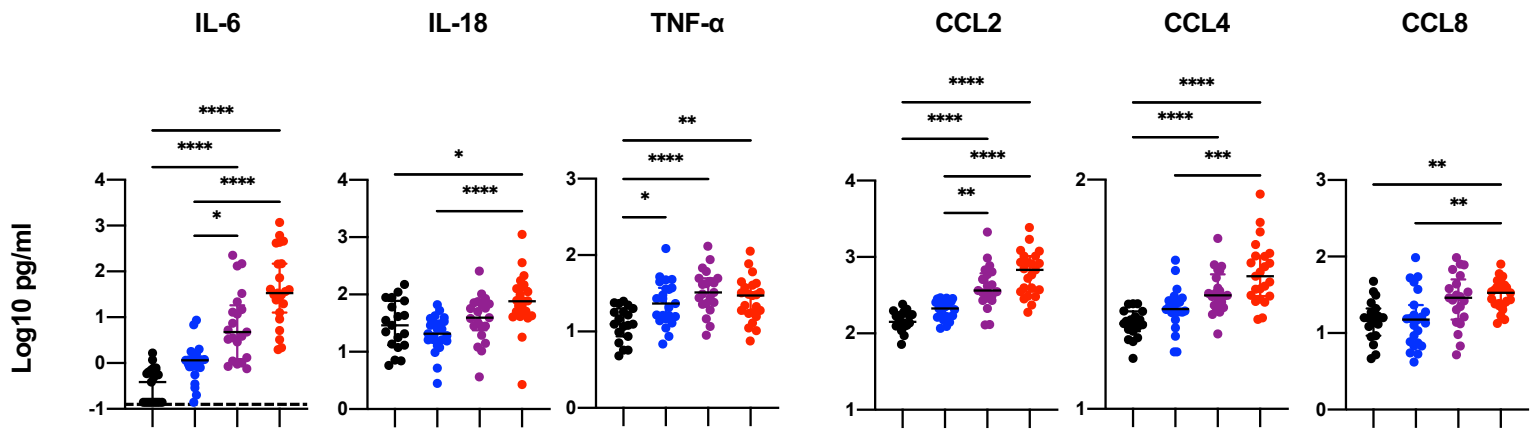 IL-6
IL-18
TNF-α
CCL2
CCL4
CCL8
Log10 pg/ml
**** **** **** *
4 3 2 1 0 -1
* ****
4 3 2 1 0
** **** *
3 2 1 0
**** **** **** **
4 3 2 1
**** **** ***
2 1
** **
3 2 1 0